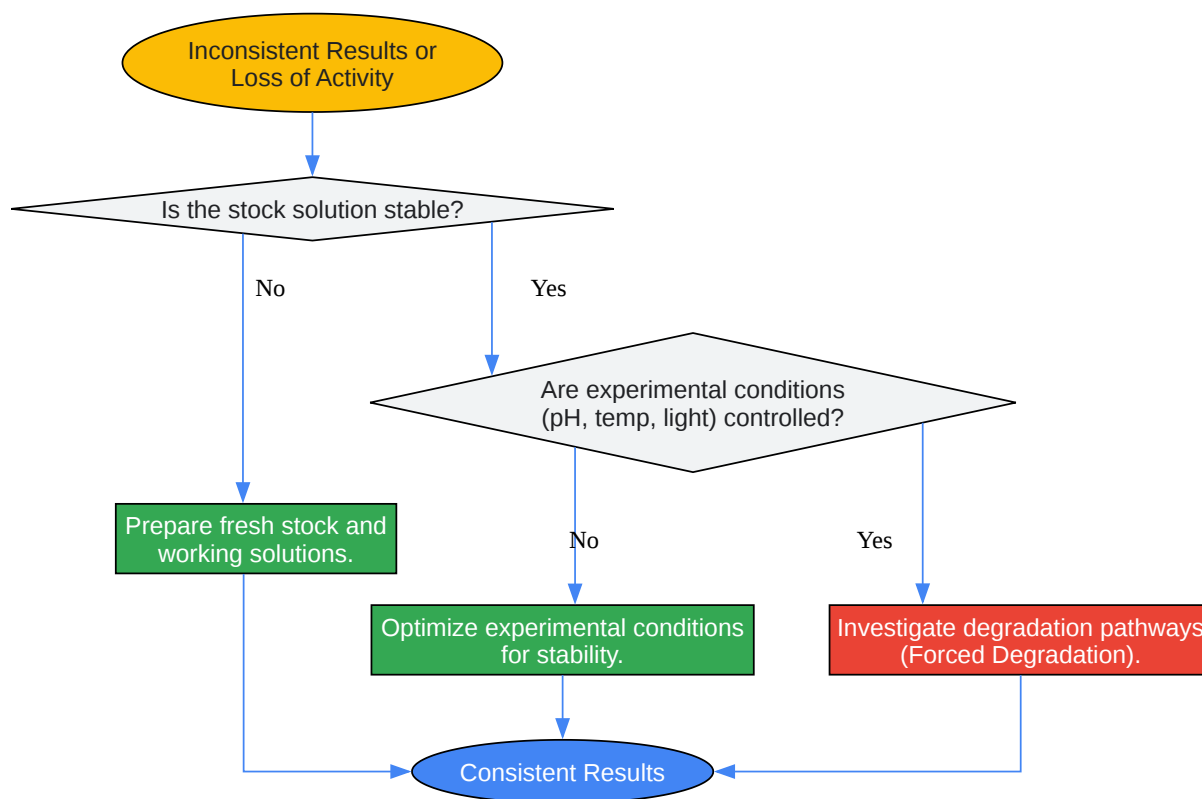 Inconsistent Results or
Loss of Activity
Is the stock solution stable?
No
Yes
Are experimental conditions
(pH, temp, light) controlled?
Prepare fresh stock and
working solutions.
No
Yes
Optimize experimental conditions
for stability.
Investigate degradation pathways
(Forced Degradation).
Consistent Results